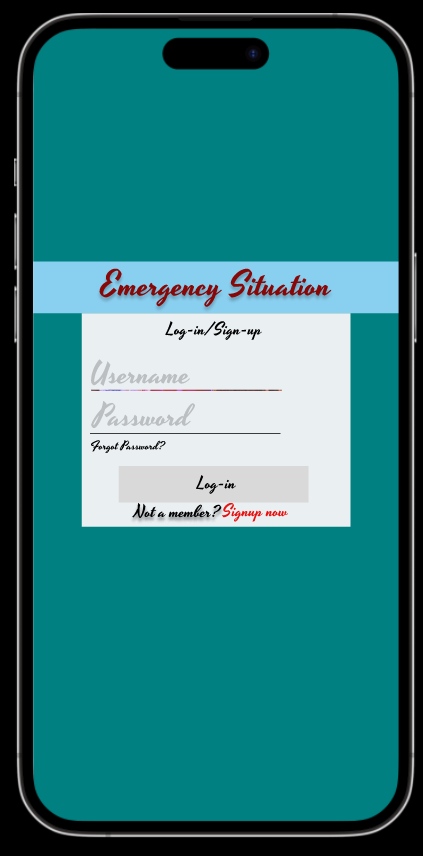 Emergency Situation
Log-in/Sign-up
Username
Password
Forgot Password?
Log-in
Not a member? Signup now